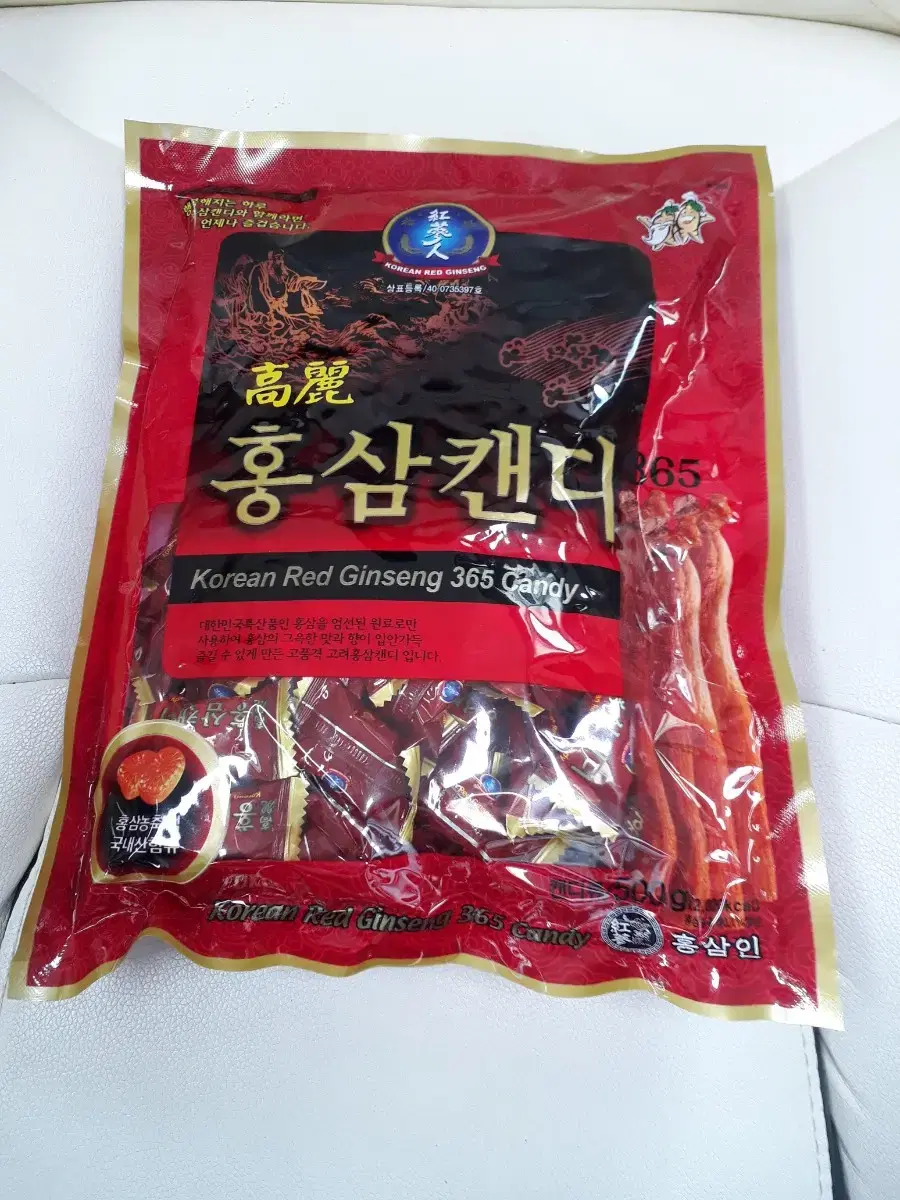 해지는 하루
삼캔디와 함께하면
언제나 즐겁습니다.
紅蔘人
KOREAN RED GINSENG
상표등록/40 0735397호
高麗
홍삼캔디 365
Korean Red Ginseng 365 Candy
대한민국특산품인 홍삼을 엄선된 원료로만
사용하여 홍삼의 그윽한 맛과 향이 입안가득
즐길 수 있게 만든 고품격 고려홍삼캔디 입니다.
홍삼농축
국내산함유
캔디류 500g
Korean Red Ginseng 365 Candy
홍삼인